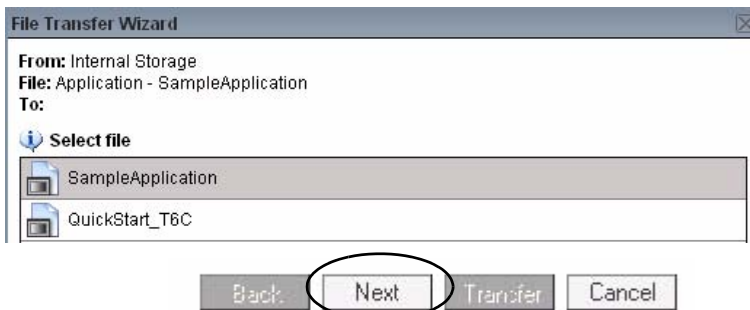 File Transfer Wizard
From: Internal Storage
File: Application - SampleApplication
To:
Select file
SampleApplication
QuickStart_T6C
Back Next Transfer Cancel